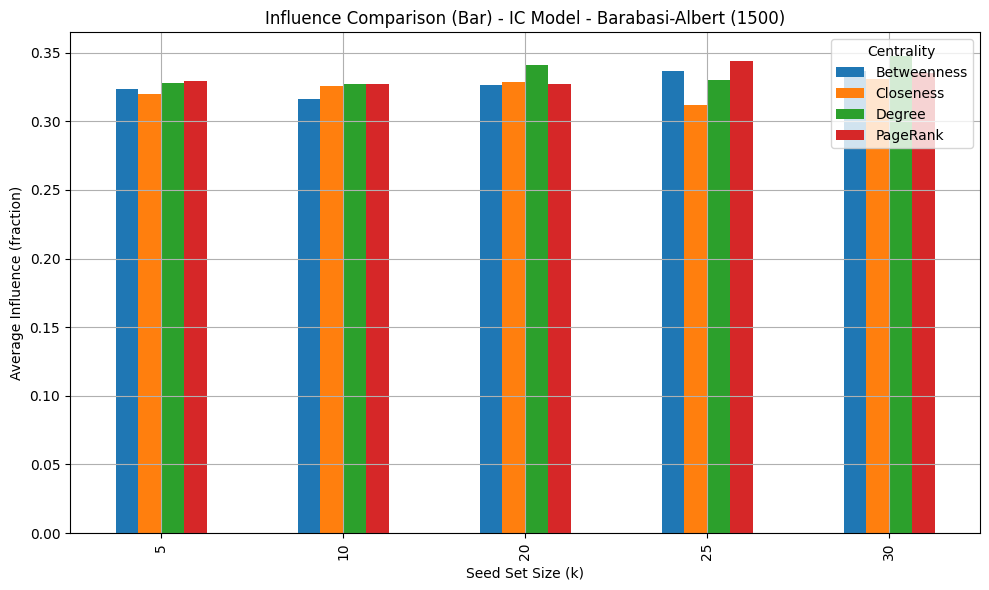 Influence Comparison (Bar) - IC Model - Barabasi-Albert (1500)
Centrality
Betweenness
Closeness
Degree
PageRank
Average Influence (fraction)
0.35
0.30
0.25
0.20
0.15
0.10
0.05
0.00
5
10
20
25
30
Seed Set Size (k)